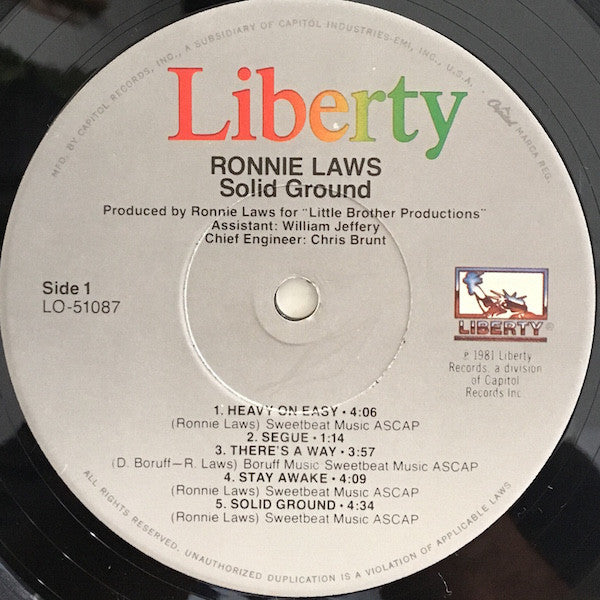 MFD. BY CAPITOL RECORDS, INC., A SUBSIDIARY OF CAPITOL INDUSTRIES-EMI, INC., U.S.A.
Capitol MARCA REG.
Liberty
RONNIE LAWS
Solid Ground
Produced by Ronnie Laws for "Little Brother Productions"
Assistant: William Jeffery
Chief Engineer: Chris Brunt
Side 1
LO-51087
LIBERTY®
℗ 1981 Liberty
Records, a division
of Capitol
Records Inc.
1. HEAVY ON EASY • 4:06
(Ronnie Laws) Sweetbeat Music ASCAP
2. SEGUE • 1:14
3. THERE'S A WAY • 3:57
(D. Boruff—R. Laws) Boruff Music Sweetbeat Music ASCAP
4. STAY AWAKE • 4:09
(Ronnie Laws) Sweetbeat Music ASCAP
5. SOLID GROUND • 4:34
(Ronnie Laws) Sweetbeat Music ASCAP
ALL RIGHTS RESERVED. UNAUTHORIZED DUPLICATION IS A VIOLATION OF APPLICABLE LAWS